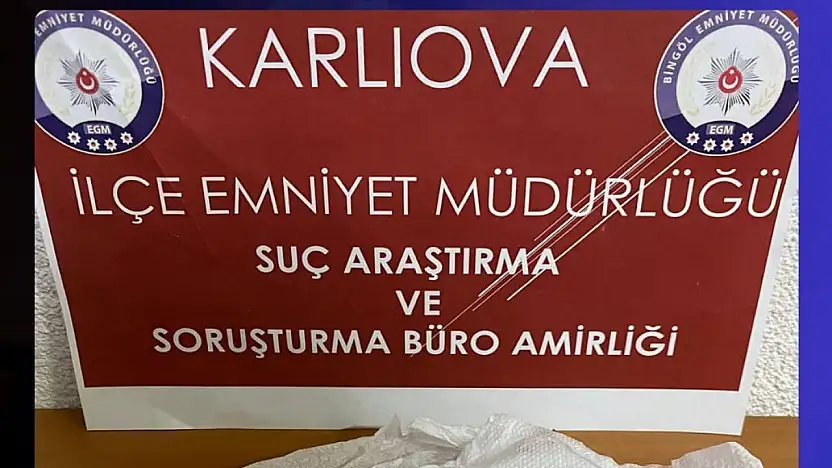 EMNİYET MÜDÜRLÜĞÜ
EGM
BİNGÖL EMNİYET MÜDÜRLÜĞÜ
EGM
KARLIOVA
İLÇE EMNİYET MÜDÜRLÜĞÜ
SUÇ ARAŞTIRMA
VE
SORUŞTURMA BÜRO AMİRLİĞİ